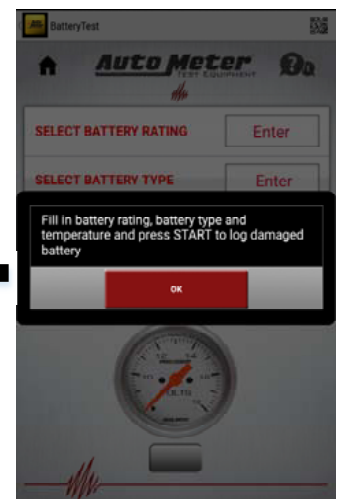 BatteryTest
Auto Meter
TEST EQUIPMENT
SELECT BATTERY RATING
Enter
SELECT BATTERY TYPE
Enter
Fill in battery rating, battery type and
temperature and press START to log damaged
battery
OK
VOLTS